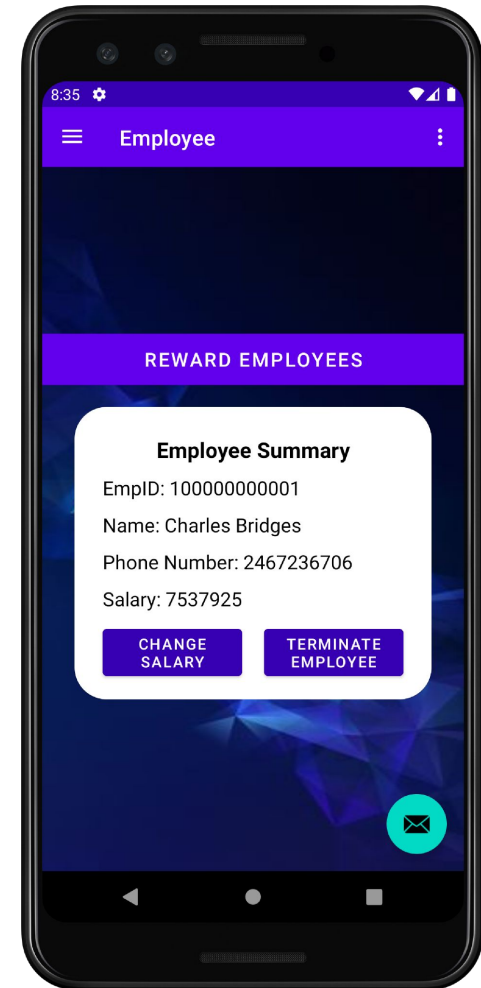 8:35
Employee
REWARD EMPLOYEES
Employee Summary
EmpID: 100000000001
Name: Charles Bridges
Phone Number: 2467236706
Salary: 7537925
CHANGE
SALARY
TERMINATE
EMPLOYEE